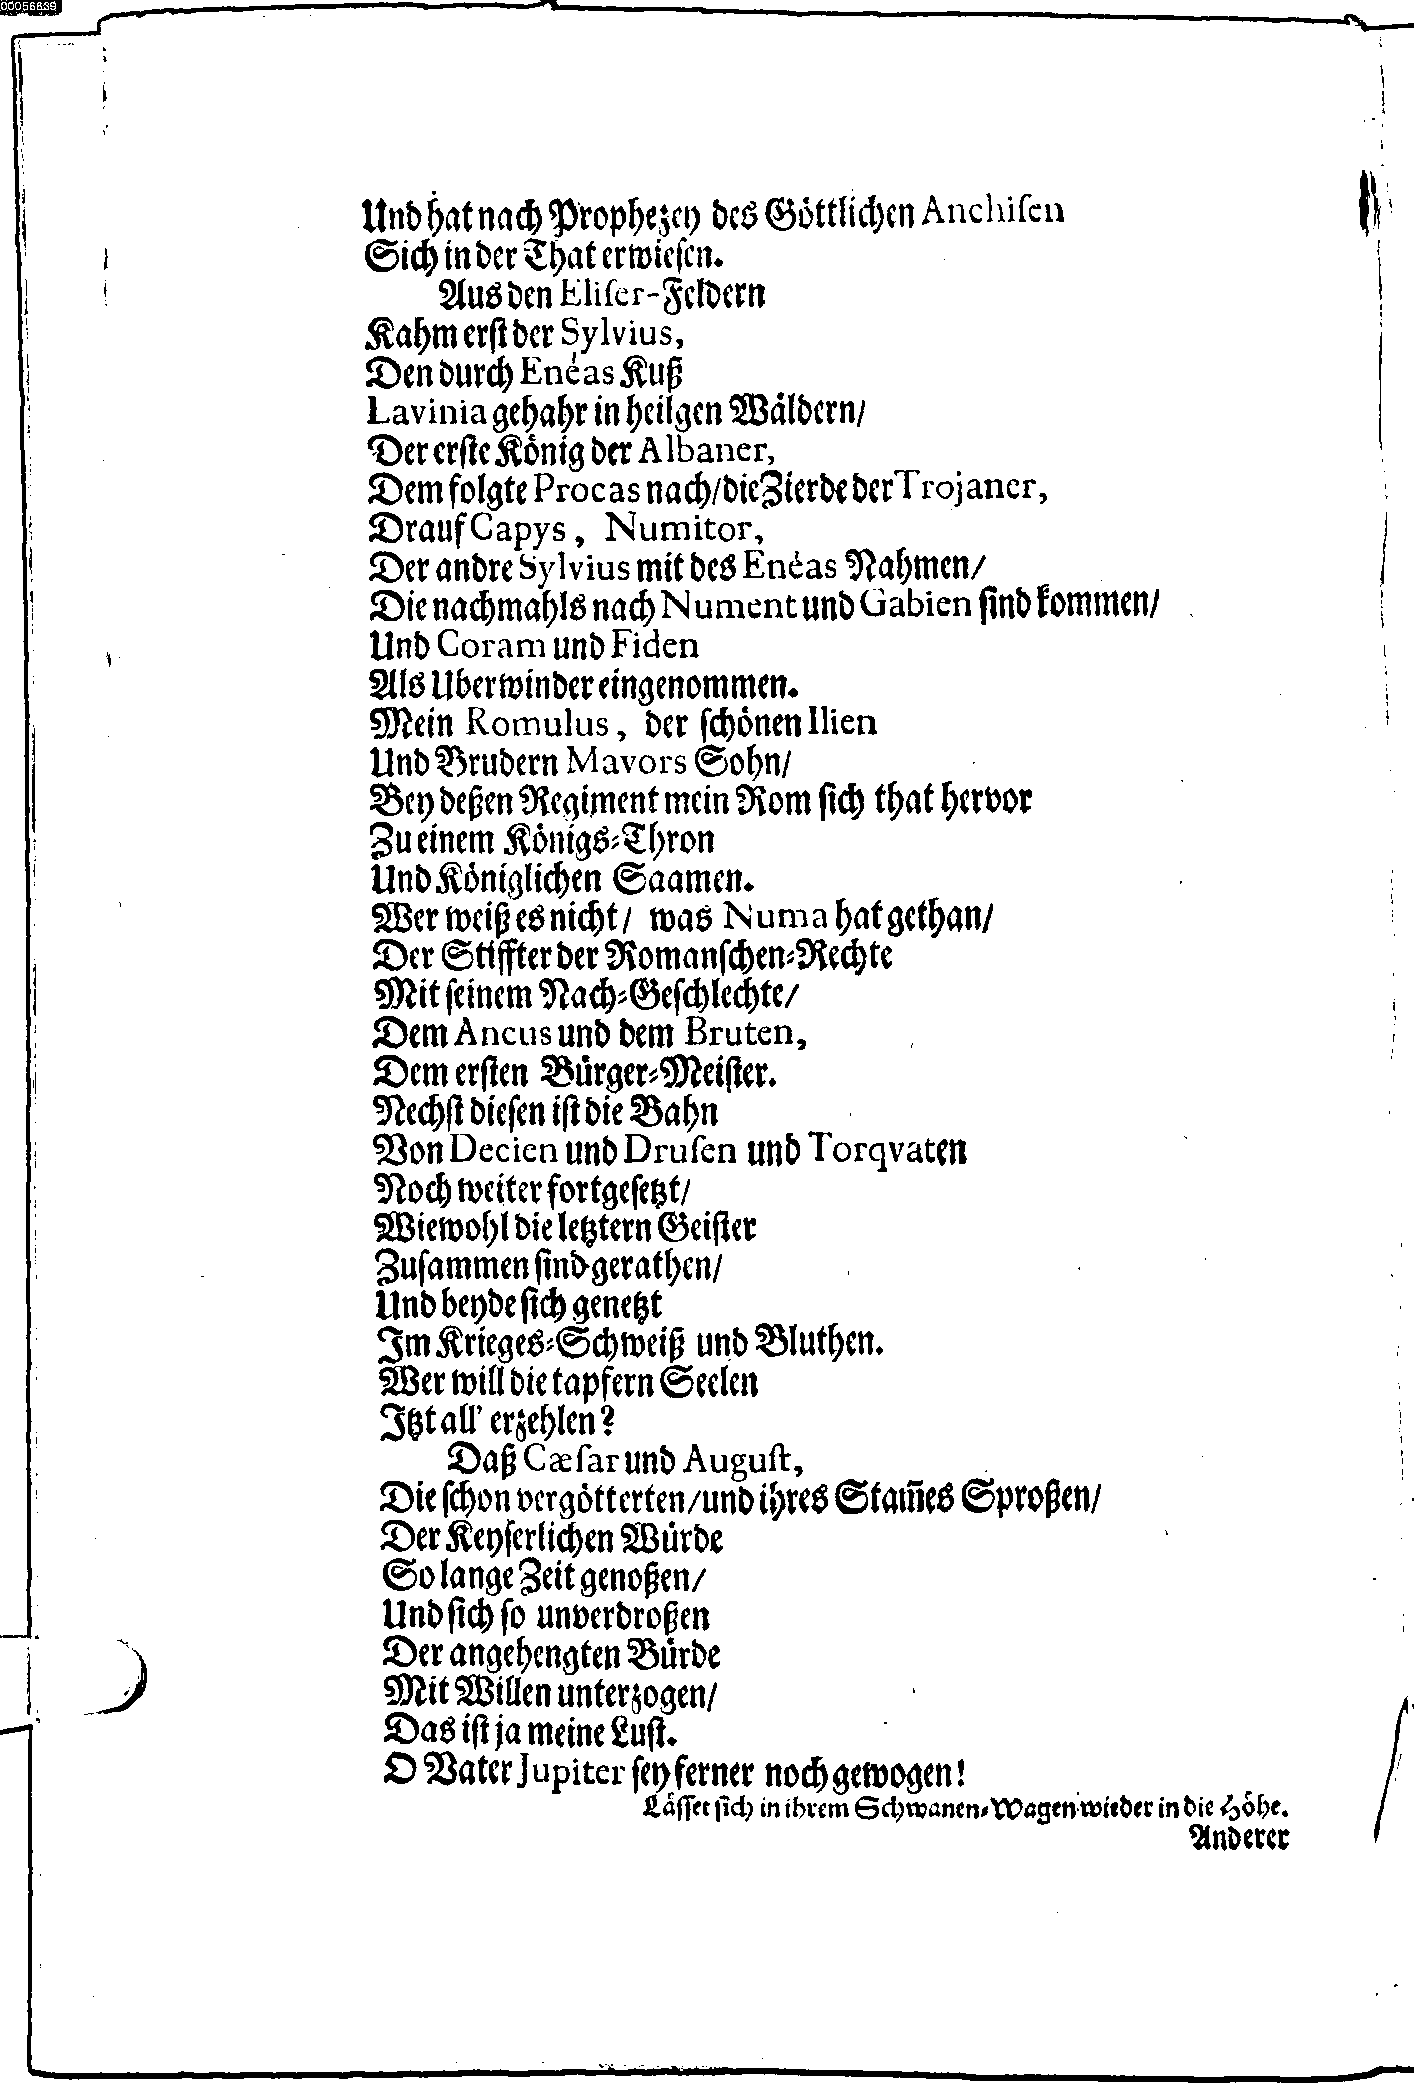 00056839
Und hat nach Prophezey des Göttlichen Anchisen
Sich in der That erwiesen.
Aus den Eliser-Feldern
Kahm erst der Sylvius,
Den durch Enéas Kuß
Lavinia gehahr in heilgen Wäldern/
Der erste König der Albaner,
Dem folgte Procas nach/ die Zierde der Trojaner,
Drauf Capys, Numitor,
Der andre Sylvius mit des Enéas Nahmen/
Die nachmahls nach Nument und Gabien sind kommen/
Und Coram und Fiden
Als Uberwinder eingenommen.
Mein Romulus, der schönen Ilien
Und Brudern Mavors Sohn/
Bey deßen Regiment mein Rom sich that hervor
Zu einem Königs-Thron
Und Königlichen Saamen.
Wer weiß es nicht/ was Numa hat gethan/
Der Stiffter der Romanschen-Rechte
Mit seinem Nach-Geschlechte/
Dem Ancus und dem Bruten,
Dem ersten Bürger-Meister.
Nechst diesen ist die Bahn
Von Decien und Drusen und Torqvaten
Noch weiter fortgesetzt/
Wiewohl die letztern Geister
Zusammen sind gerathen/
Und beyde sich genetzt
Im Krieges-Schweiß und Bluthen.
Wer will die tapfern Seelen
Itzt all' erzehlen?
Daß Cæsar und August,
Die schon vergötterten/ und ihres Stam̃es Sproßen/
Der Keyserlichen Würde
So lange Zeit genoßen/
Und sich so unverdroßen
Der angehengten Bürde
Mit Willen unterzogen/
Das ist ja meine Lust.
O Vater Jupiter sey ferner noch gewogen!
Lässet sich in ihrem Schwanen-Wagen wieder in die Höhe.
Anderer